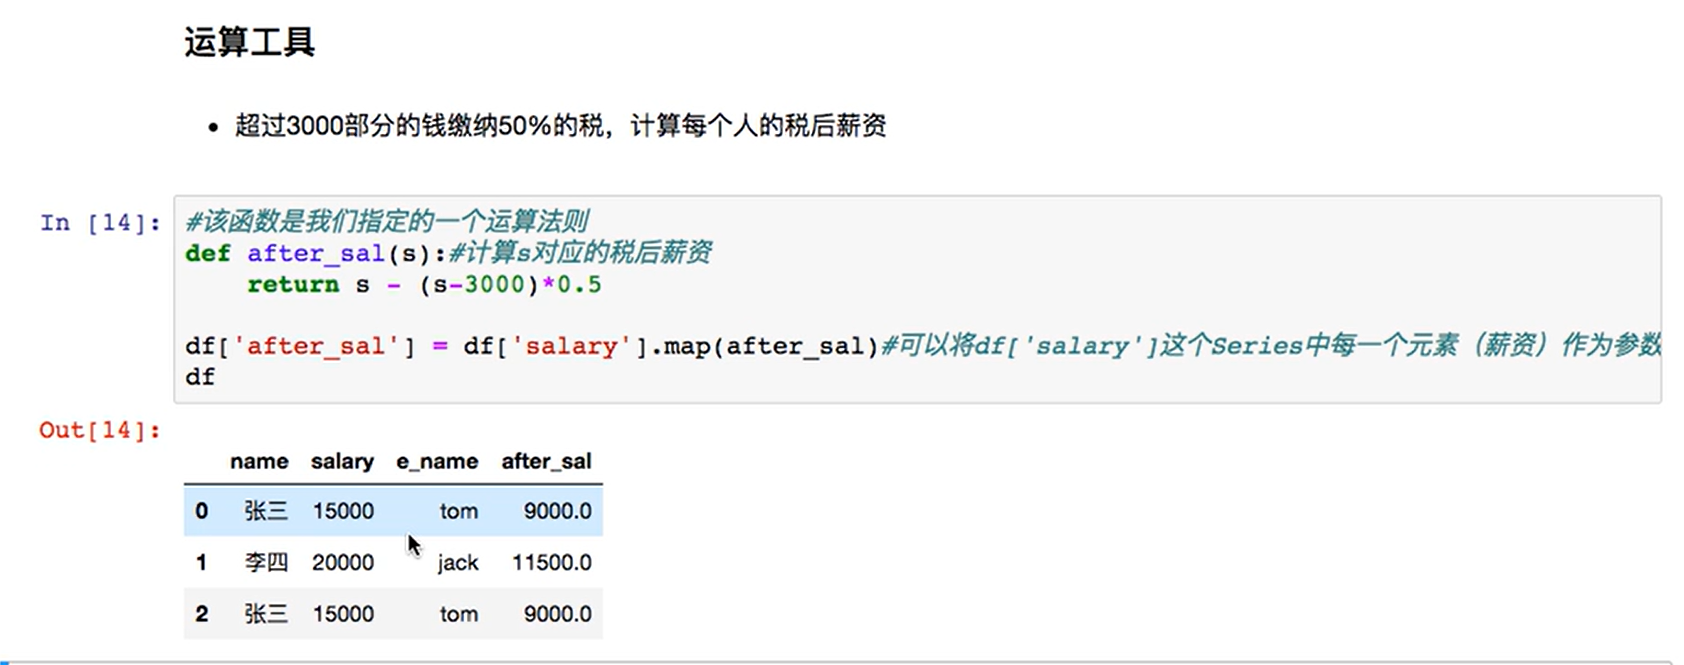 运算工具
超过3000部分的钱缴纳50%的税，计算每个人的税后薪资
In [14]:
#该函数是我们指定的一个运算法则
def after_sal(s):#计算s对应的税后薪资
    return s - (s-3000)*0.5
df['after_sal'] = df['salary'].map(after_sal)#可以将df['salary']这个Series中每一个元素（薪资）作为参数
df
Out[14]:
name salary e_name after_sal
0 张三 15000 tom 9000.0
1 李四 20000 jack 11500.0
2 张三 15000 tom 9000.0